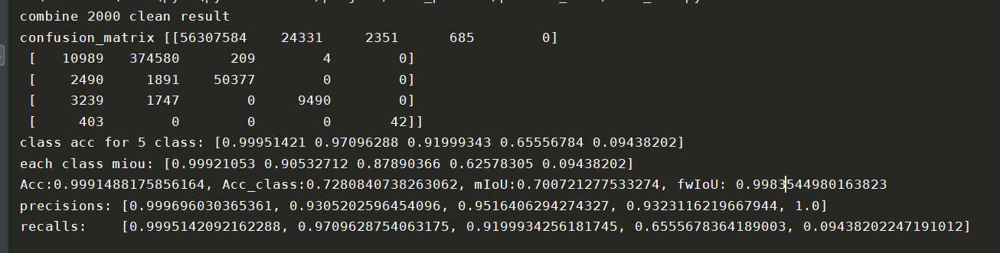 combine 2000 clean result
confusion_matrix [[56307584 24331 2351 685 0]
[ 10989 374580 209 4 0]
[ 2490 1891 50377 0 0]
[ 3239 1747 0 9490 0]
[ 403 0 0 0 42]]
class acc for 5 class: [0.99951421 0.97096288 0.91999343 0.65556784 0.09438202]
each class miou: [0.99921053 0.90532712 0.87890366 0.62578305 0.09438202]
Acc:0.9991488175856164, Acc_class:0.7280840738263062, mIoU:0.700721277533274, fwIoU: 0.9983544980163823
precisions: [0.999696030365361, 0.9305202596454096, 0.9516406294274327, 0.9323116219667944, 1.0]
recalls: [0.9995142092162288, 0.9709628754063175, 0.9199934256181745, 0.6555678364189003, 0.09438202247191012]